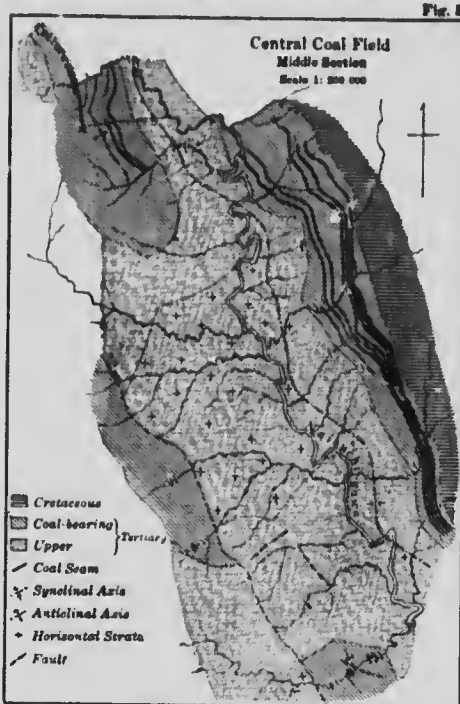 Fig.
Central Coal Field
Middle Section
Scale 1: 200 000
Cretaceous
Coal-bearing
Upper
Tertiary
Coal Seam
Synclinal Axis
Anticlinal Axis
Horizontal Strata
Fault